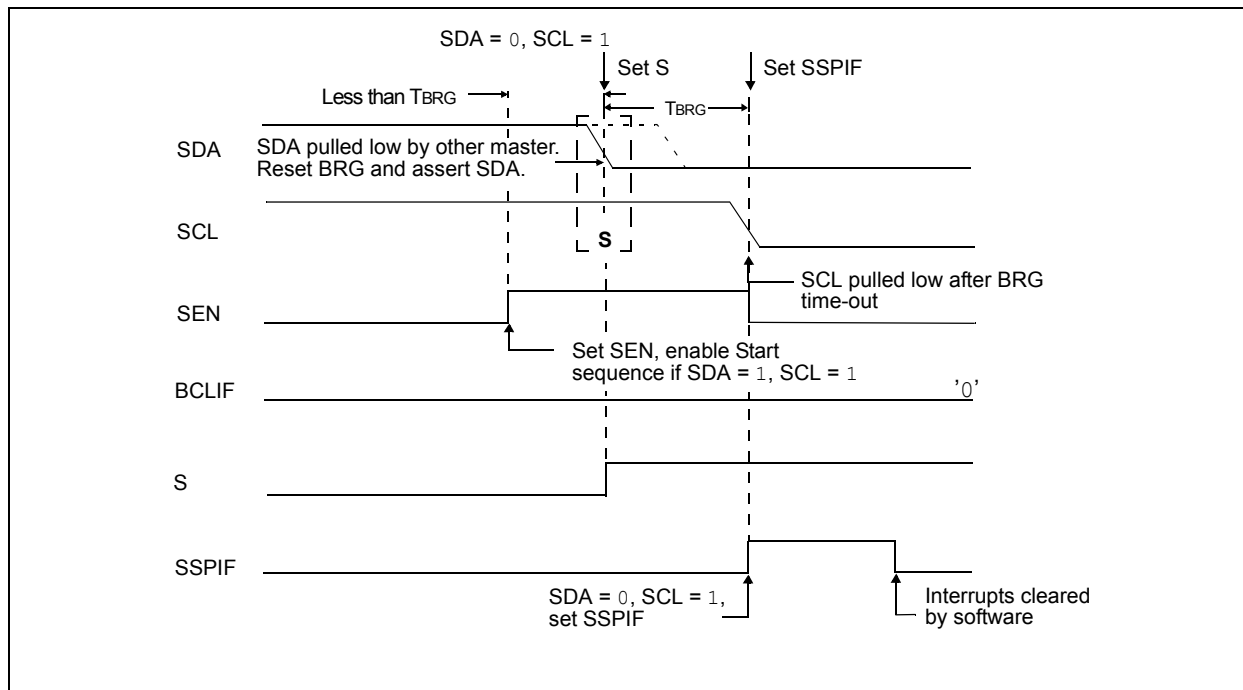 SDA = 0, SCL = 1
Set S
Set SSPIF
Less than TBRG
TBRG
SDA
SDA pulled low by other master.
Reset BRG and assert SDA.
SCL
S
SCL pulled low after BRG
time-out
SEN
Set SEN, enable Start
sequence if SDA = 1, SCL = 1
BCLIF
'0'
S
SSPIF
SDA = 0, SCL = 1,
set SSPIF
Interrupts cleared
by software